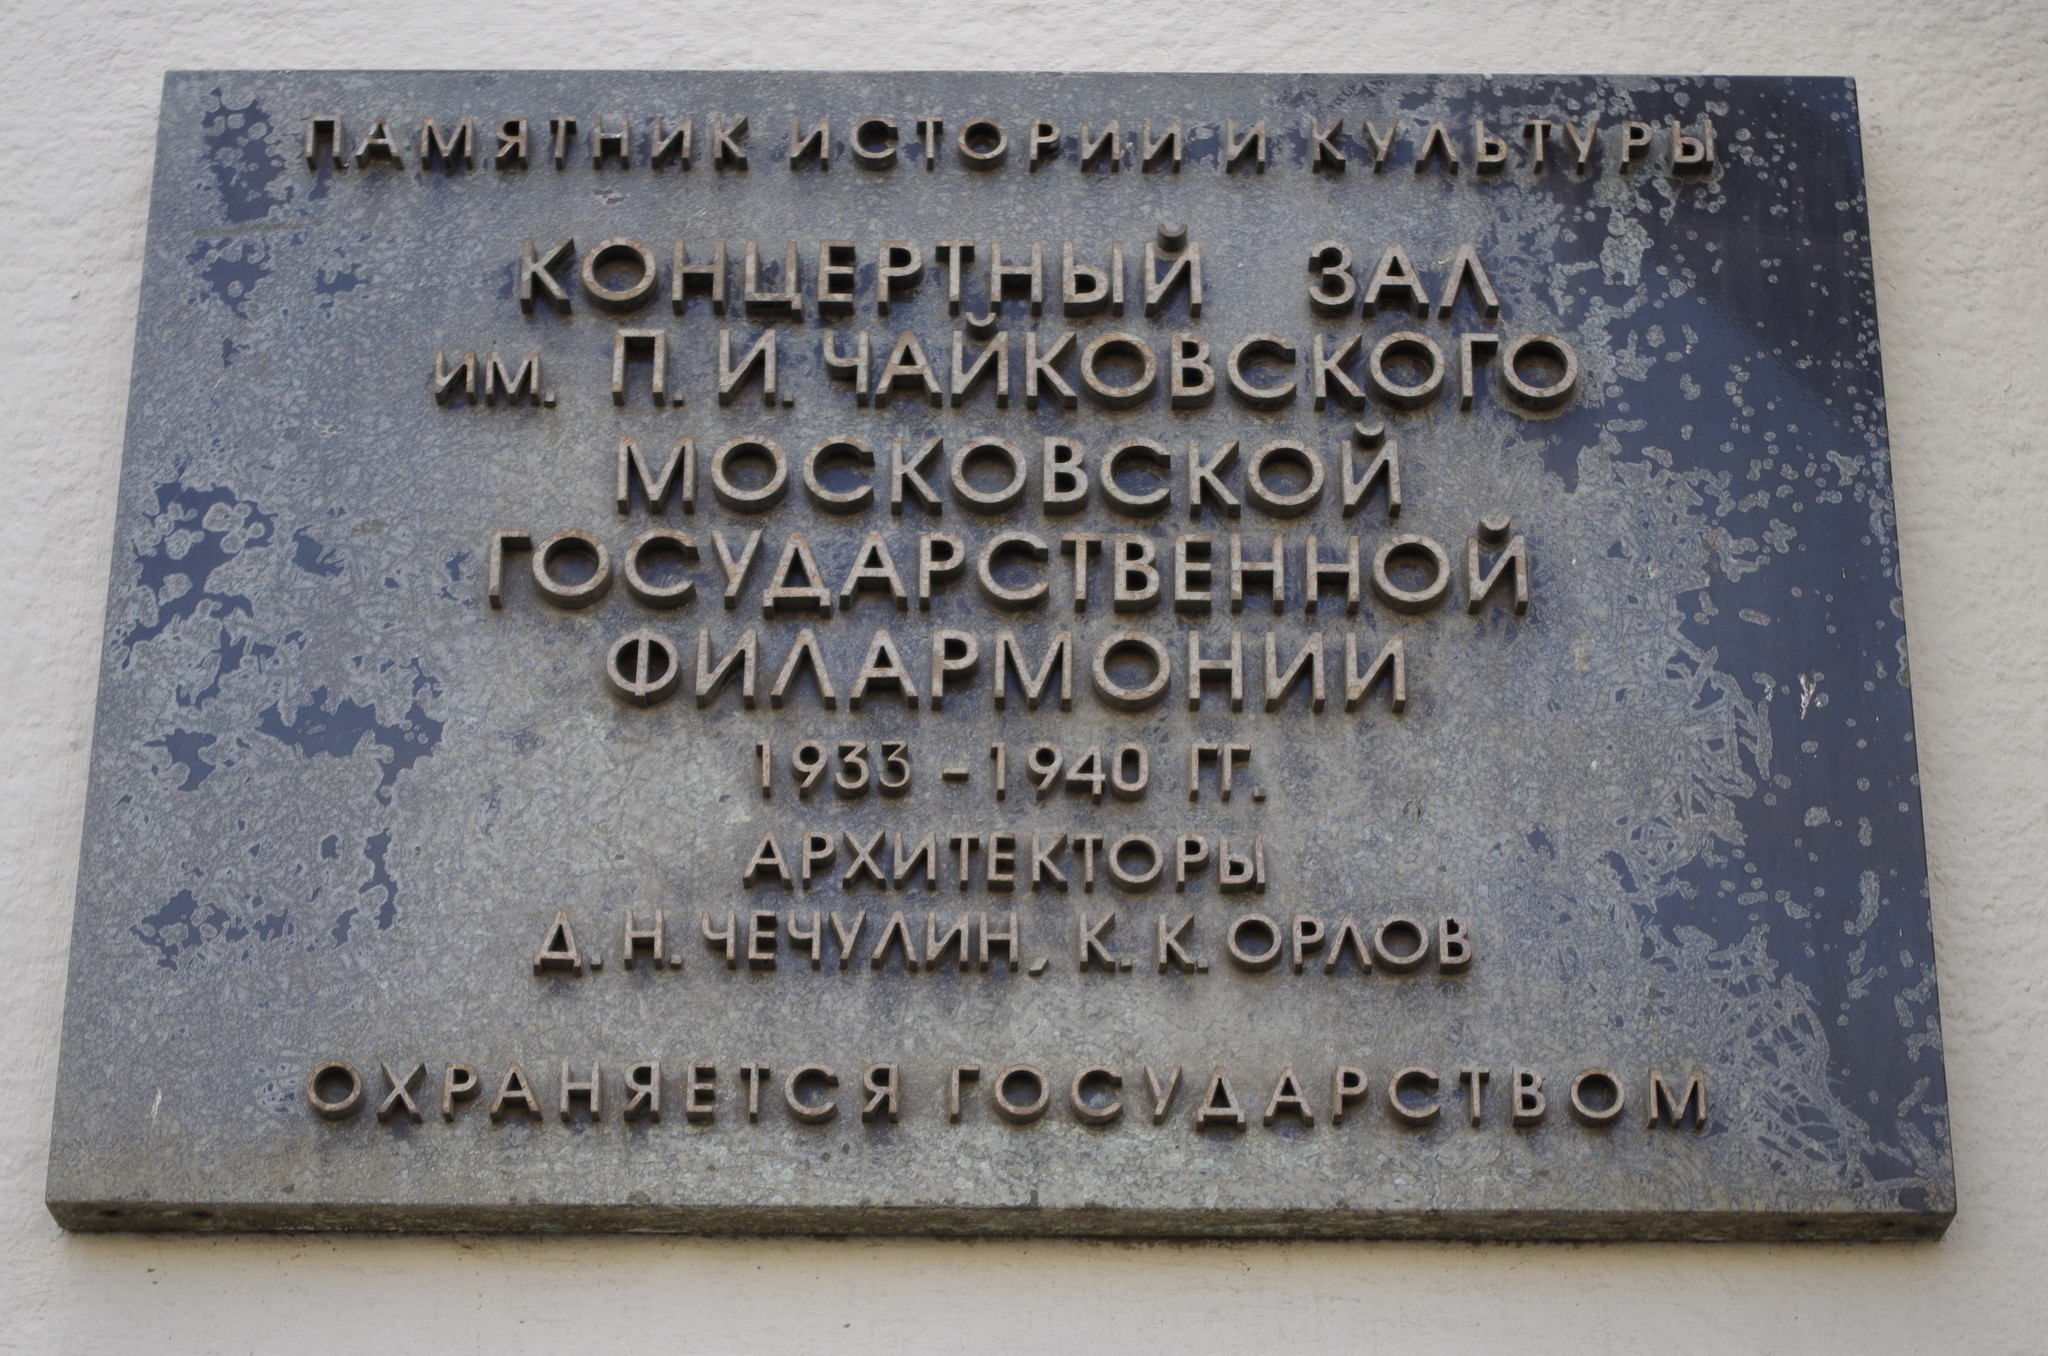 ПАМЯТНИК ИСТОРИИ И КУЛЬТУРЫ
КОНЦЕРТНЫЙ ЗАЛ
ИМ. П. И. ЧАЙКОВСКОГО
МОСКОВСКОЙ
ГОСУДАРСТВЕННОЙ
ФИЛАРМОНИИ
1933 - 1940 ГГ.
АРХИТЕКТОРЫ
Д. Н. ЧЕЧУЛИН, К. К. ОРЛОВ
ОХРАНЯЕТСЯ ГОСУДАРСТВОМ